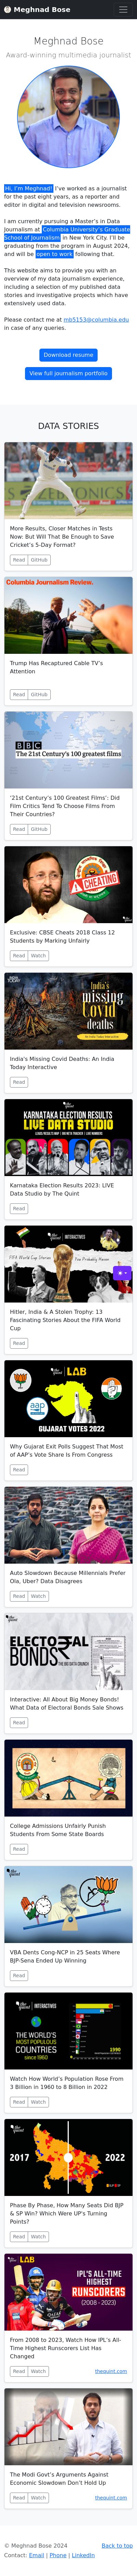 Meghnad Bose
Meghnad Bose
Award-winning multimedia journalist
Hi, I'm Meghnad! I've worked as a journalist
for the past eight years, as a reporter and
editor in digital and television newsrooms.
I am currently pursuing a Master's in Data
Journalism at Columbia University's Graduate
School of Journalism in New York City. I'll be
graduating from the program in August 2024,
and will be open to work following that.
This website aims to provide you with an
overview of my data journalism experience,
including a selection of stories that have
involved extensive data analysis and data
visualization. These projects have sometimes
extensively used data
Please contact me at mb5153@columbia.edu
in case of any queries.
Download resume
View full journalism portfolio
DATA STORIES
More Results, Closer Matches in Tests
Now: But Will That Be Enough to Save
Cricket's 5-Day Format?
Read GitHub
Columbia Journalism Review.
Trump Has Recaptured Cable TV's
Attention
Read GitHub
BBC
The 21st Century's 100 greatest films
'21st Century's 100 Greatest Films': Did
Film Critics Tend To Choose Films From
Their Countries?
Read GitHub
CHEATING
Exclusive: CBSE Cheats 2018 Class 12
Students by Marking Unfairly
Read Watch
India's
missing
Covid
deaths
India's Missing Covid Deaths: An India
Today Interactive
Read
the quint
KARNATAKA ELECTION
RESULTS 2023
Karnataka Election Results 2023: LIVE
Data Study by The Quint
Read
FIFA World Cup
Hitler, India & A Stolen Trophy: 13
Fascinating Stories About the FIFA World
Cup
Read
LAB
GUJARAT VOTES 2022
Why Gujarat Exit Polls Suggest That Most
of AAP's Vote Share Is From Congress
Read
Auto Slowdown Because Millennials Prefer
Ola, Uber? Data Disagrees
Read Watch
the quint
ELECTORAL
BONDS
Interactive: All About Big Money Bonds!
What Data of Electoral Bonds Sale Shows
Read
College Admissions Unfairly Punish
Students From Some State Boards
Read
VBA Dents Cong-NCP in 25 Seats Where
BJP-Sena Ended Up Winning
Read
THE WORLD'S
MOST
POPULOUS
COUNTRIES
1990
Watch How World's Population Rose From
3 Billion in 1960 to 8 Billion in 2022
Read Watch
2017
2022
Phase By Phase, How Many Seats Did BJP
& SP Win? Which Were UP's Turning
Points?
Read Watch
LAB
IPL'S ALL-TIME
HIGHEST
RUNSCORERS
(2008-2023)
From 2008 to 2023, Watch How IPL's All-
Time Highest Runscorers List Has
Changed
Read Watch thequint.com
The Modi Govt's Arguments Against
Economic Slowdown Don't Hold Up
Read Watch thequint.com
© Meghnad Bose 2024 Back to top
Contact: Email | Phone | LinkedIn